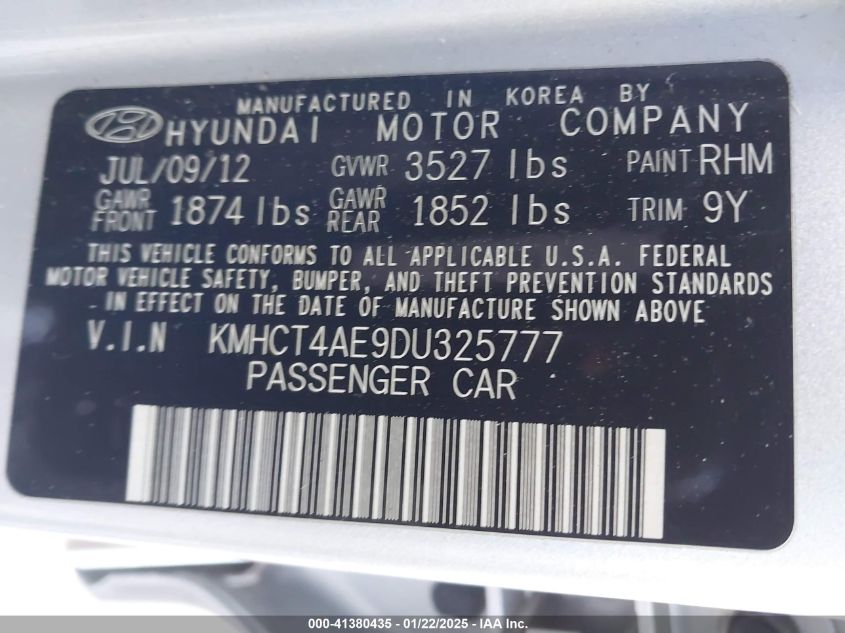 MANUFACTURED IN KOREA BY
HYUNDAI MOTOR COMPANY
JUL/09/12 GVWR 3527 lbs PAINT RHM
GAWR FRONT 1874 lbs GAWR REAR 1852 lbs TRIM 9Y
THIS VEHICLE CONFORMS TO ALL APPLICABLE U.S.A. FEDERAL
MOTOR VEHICLE SAFETY, BUMPER, AND THEFT PREVENTION STANDARDS
IN EFFECT ON THE DATE OF MANUFACTURE SHOWN ABOVE
V.I.N KMHCT4AE9DU325777
PASSENGER CAR
000-41380435 - 01/22/2025 - IAA Inc.